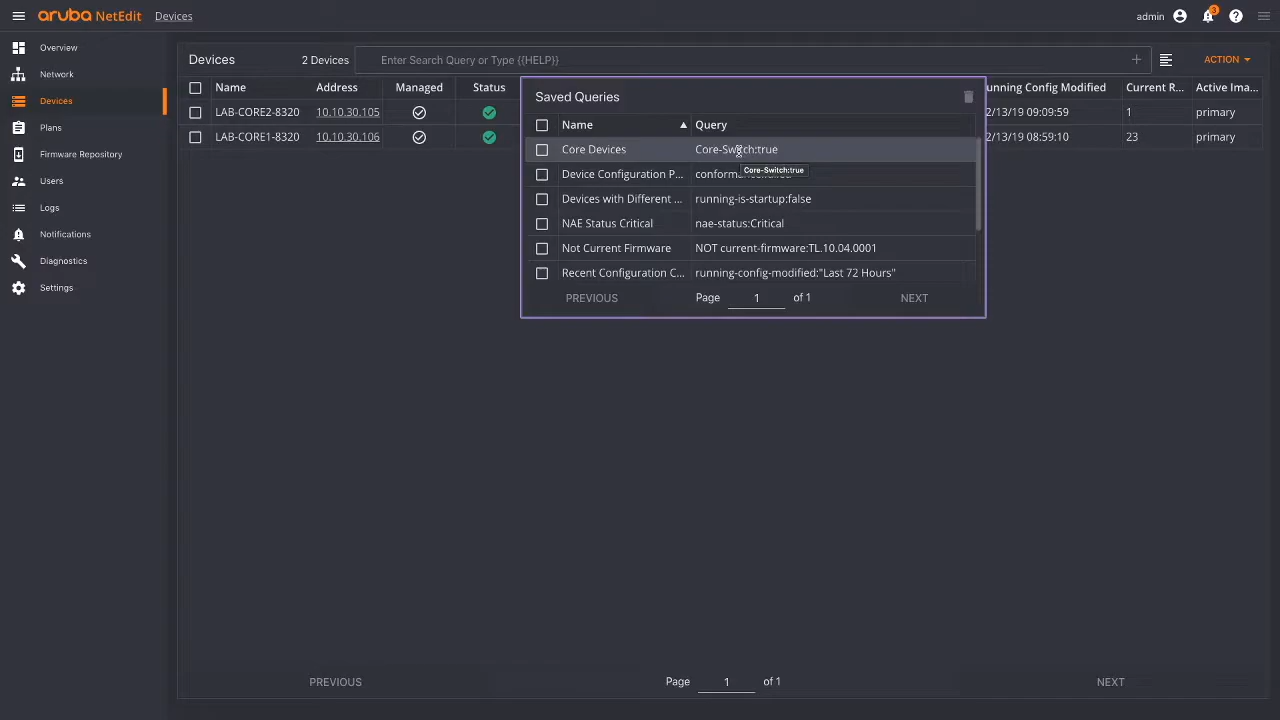 aruba NetEdit Devices
admin 3
Overview
Network
Devices
Plans
Firmware Repository
Users
Logs
Notifications
Diagnostics
Settings
Devices 2 Devices Enter Search Query or Type {{HELP}} ACTION
Name Address Managed Status unning Config Modified Current R... Active Ima...
LAB-CORE2-8320 10.10.30.105 2/13/19 09:09:59 1 primary
LAB-CORE1-8320 10.10.30.106 2/13/19 08:59:10 23 primary
Saved Queries
Name Query
Core Devices Core-Switch:true
Core-Switch:true
Device Configuration P...
Devices with Different ... running-is-startup:false
NAE Status Critical nae-status:Critical
Not Current Firmware NOT current-firmware:TL.10.04.0001
Recent Configuration C... running-config-modified:"Last 72 Hours"
PREVIOUS Page 1 of 1 NEXT
PREVIOUS Page 1 of 1 NEXT